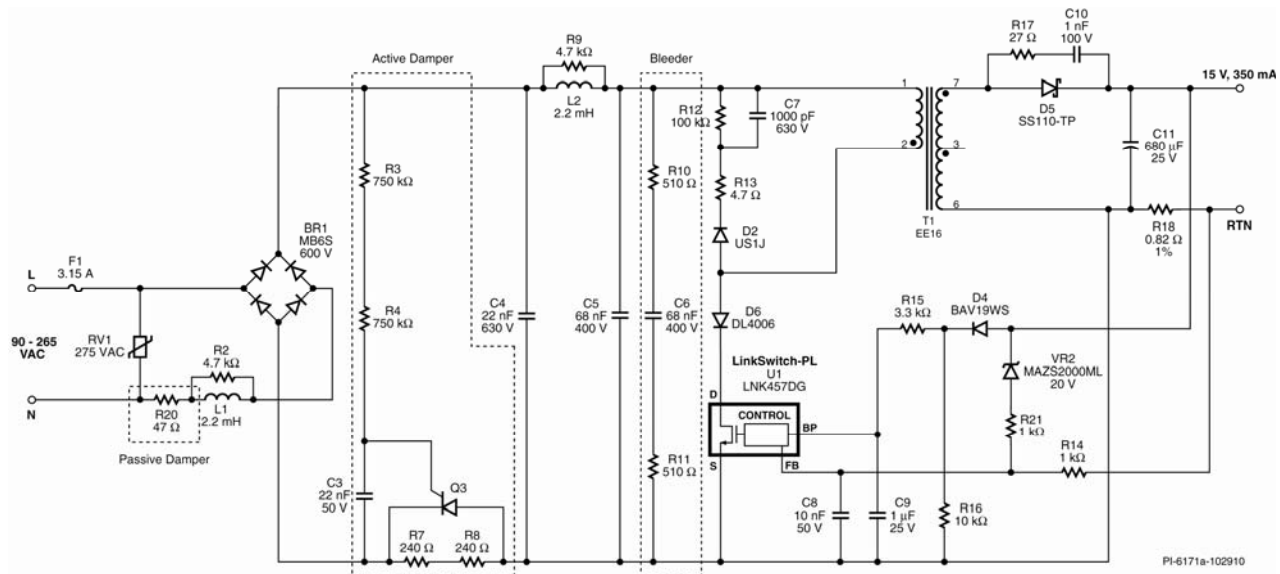 Active Damper
R9
4.7 kΩ
L2
2.2 mH
Bleeder
R12
100 kΩ
C7
1000 pF
630 V
R17
27 Ω
C10
1 nF
100 V
D5
SS110-TP
15 V, 350 mA
1
2
7
3
6
T1
EE16
C11
680 µF
25 V
R18
0.82 Ω
1%
RTN
R3
750 kΩ
R10
510 Ω
R13
4.7 Ω
D2
US1J
BR1
MB6S
600 V
F1
3.15 A
L
90 - 265
VAC
N
RV1
275 VAC
R2
4.7 kΩ
L1
2.2 mH
R20
47 Ω
Passive Damper
R4
750 kΩ
C4
22 nF
630 V
C5
68 nF
400 V
C6
68 nF
400 V
D6
DL4006
R15
3.3 kΩ
D4
BAV19WS
VR2
MAZS2000ML
20 V
LinkSwitch-PL
U1
LNK457DG
D
CONTROL
BP
S
FB
R21
1 kΩ
R14
1 kΩ
R11
510 Ω
C3
22 nF
50 V
Q3
R7
240 Ω
R8
240 Ω
C8
10 nF
50 V
C9
1 µF
25 V
R16
10 kΩ
PI-6171a-102910